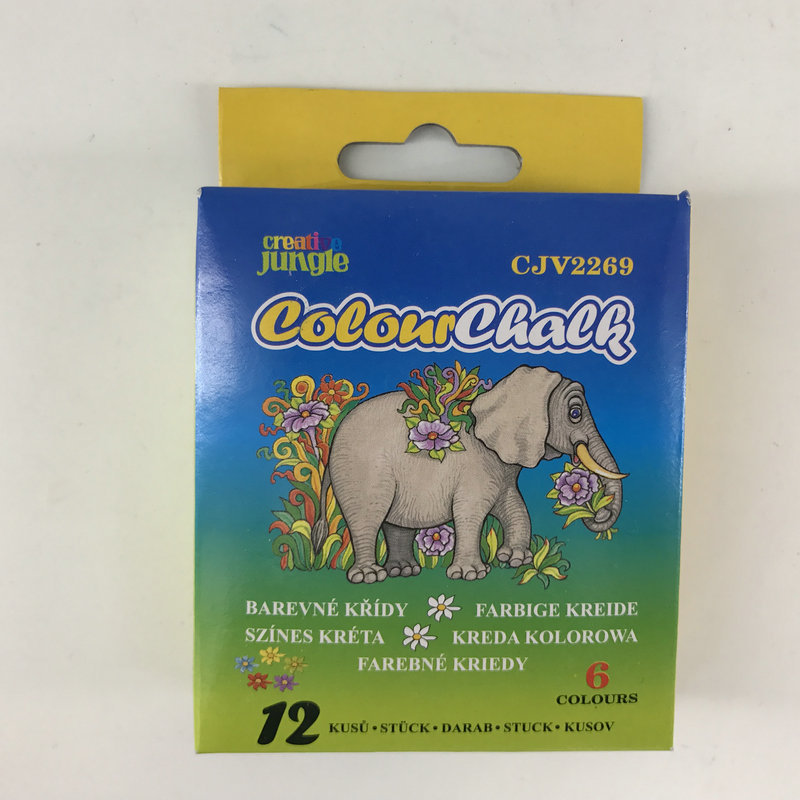 creative
jungle
CJV2269
ColourChalk
BAREVNÉ KŘÍDY FARBIGE KREIDE
SZÍNES KRÉTA KREDA KOLOROWA
FAREBNÉ KRIEDY
6
COLOURS
12 KUSŮ • STÜCK • DARAB • STUCK • KUSOV